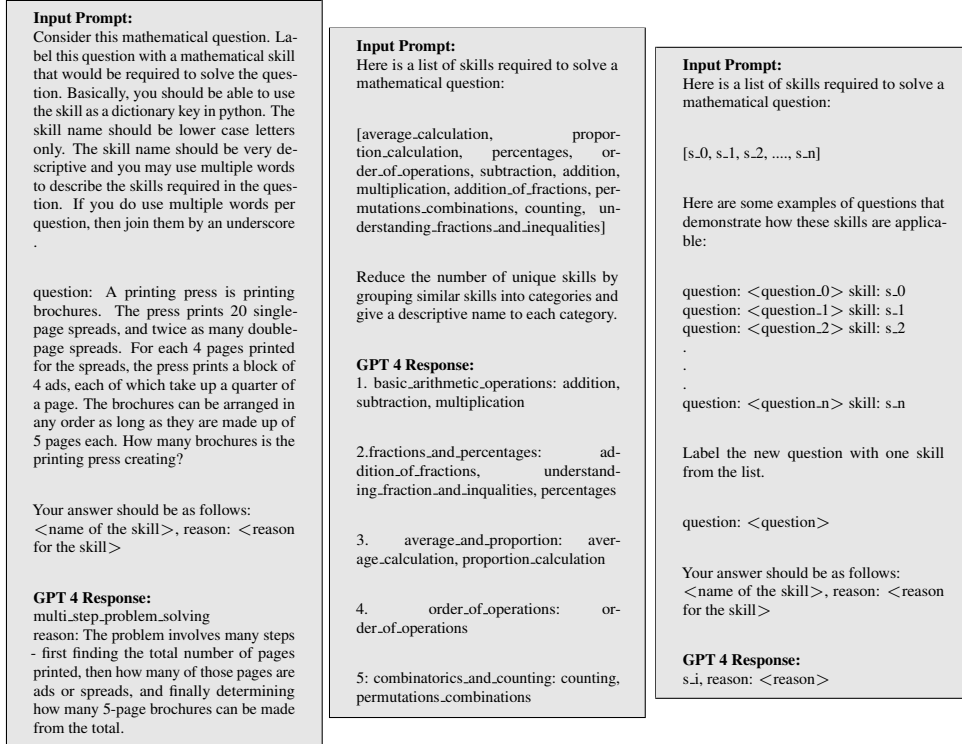 Input Prompt:
Consider this mathematical question. La-
bel this question with a mathematical skill
that would be required to solve the ques-
tion. Basically, you should be able to use
the skill as a dictionary key in python. The
skill name should be lower case letters
only. The skill name should be very de-
scriptive and you may use multiple words
to describe the skills required in the ques-
tion. If you do use multiple words per
question, then join them by an underscore
.
question: A printing press is printing
brochures. The press prints 20 single-
page spreads, and twice as many double-
page spreads. For each 4 pages printed
for the spreads, the press prints a block of
4 ads, each of which take up a quarter of
a page. The brochures can be arranged in
any order as long as they are made up of
5 pages each. How many brochures is the
printing press creating?
Your answer should be as follows:
<name of the skill>, reason: <reason
for the skill>
GPT 4 Response:
multi_step_problem_solving
reason: The problem involves many steps
- first finding the total number of pages
printed, then how many of those pages are
ads or spreads, and finally determining
how many 5-page brochures can be made
from the total.
Input Prompt:
Here is a list of skills required to solve a
mathematical question:
[average_calculation, propor-
tion_calculation, percentages, or-
der_of_operations, subtraction, addition,
multiplication, addition_of_fractions, per-
mutations_combinations, counting, un-
derstanding_fractions_and_inequalities]
Reduce the number of unique skills by
grouping similar skills into categories and
give a descriptive name to each category.
GPT 4 Response:
1. basic_arithmetic_operations: addition,
subtraction, multiplication
2.fractions_and_percentages: ad-
dition_of_fractions, understand-
ing_fraction_and_inqualities, percentages
3. average_and_proportion: aver-
age_calculation, proportion_calculation
4. order_of_operations: or-
der_of_operations
5: combinatorics_and_counting: counting,
permutations_combinations
Input Prompt:
Here is a list of skills required to solve a
mathematical question:
[s_0, s_1, s_2, ...., s_n]
Here are some examples of questions that
demonstrate how these skills are applica-
ble:
question: <question_0> skill: s_0
question: <question_1> skill: s_1
question: <question_2> skill: s_2
.
.
.
question: <question_n> skill: s_n
Label the new question with one skill
from the list.
question: <question>
Your answer should be as follows:
<name of the skill>, reason: <reason
for the skill>
GPT 4 Response:
s_i, reason: <reason>